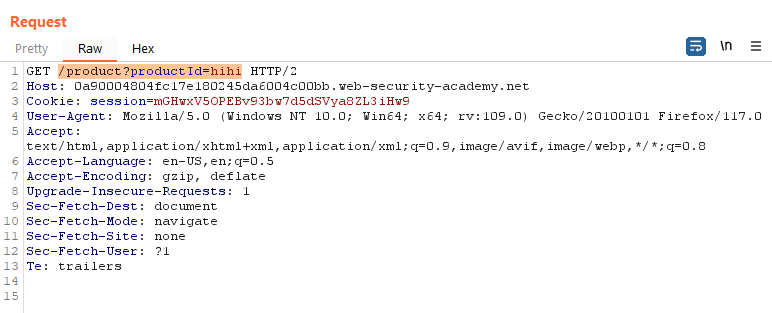 Request
Pretty Raw Hex \n
1 GET /product?productId=hihi HTTP/2
2 Host: 0a90004804fc17e180245da6004c00bb.web-security-academy.net
3 Cookie: session=mGHwxV5OPEBv93bw7d5dSVya8ZL3iHw9
4 User-Agent: Mozilla/5.0 (Windows NT 10.0; Win64; x64; rv:109.0) Gecko/20100101 Firefox/117.0
5 Accept:
text/html,application/xhtml+xml,application/xml;q=0.9,image/avif,image/webp,*/*;q=0.8
6 Accept-Language: en-US,en;q=0.5
7 Accept-Encoding: gzip, deflate
8 Upgrade-Insecure-Requests: 1
9 Sec-Fetch-Dest: document
10 Sec-Fetch-Mode: navigate
11 Sec-Fetch-Site: none
12 Sec-Fetch-User: ?1
13 Te: trailers
14
15